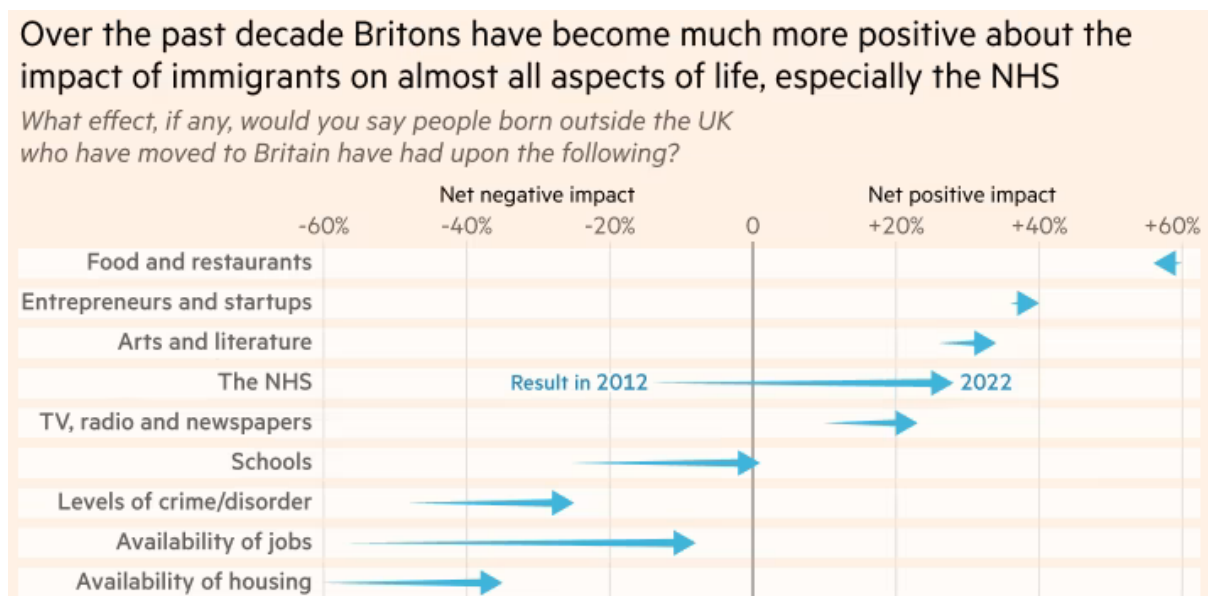 Over the past decade Britons have become much more positive about the
impact of immigrants on almost all aspects of life, especially the NHS
What effect, if any, would you say people born outside the UK
who have moved to Britain have had upon the following?
Net negative impact Net positive impact
-60% -40% -20% 0 +20% +40% +60%
Food and restaurants
Entrepreneurs and startups
Arts and literature
The NHS Result in 2012 2022
TV, radio and newspapers
Schools
Levels of crime/disorder
Availability of jobs
Availability of housing